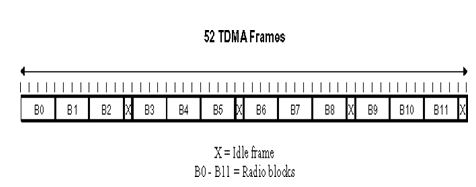 52 TDMA Frames
B0 B1 B2 X B3 B4 B5 X B6 B7 B8 X B9 B10 B11 X
X = Idle frame
B0 - B11 = Radio blocks